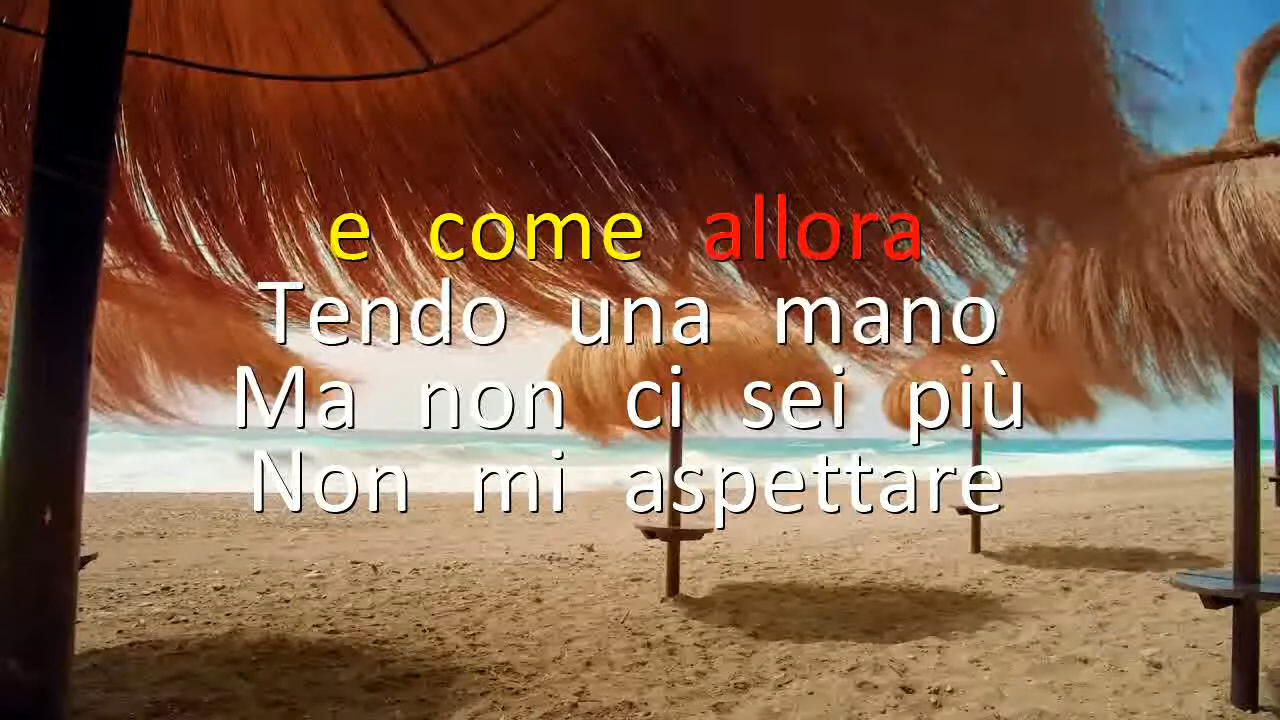 e come allora
Tendo una mano
Ma non ci sei più
Non mi aspettare